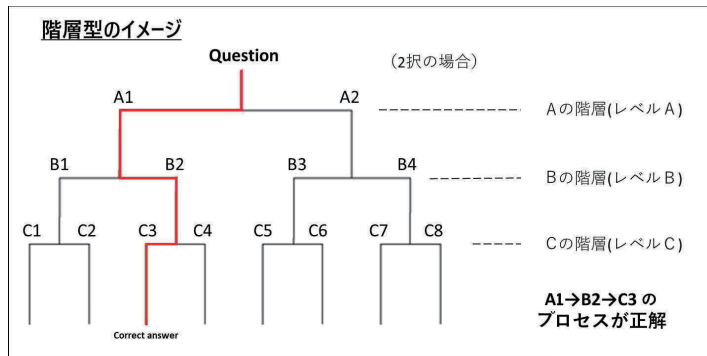 階層型のイメージ
Question
（2択の場合）
A1
A2
Aの階層(レベルA)
B1
B2
B3
B4
Bの階層(レベルB)
C1
C2
C3
C4
C5
C6
C7
C8
Cの階層(レベルC)
A1→B2→C3 の
プロセスが正解
Correct answer